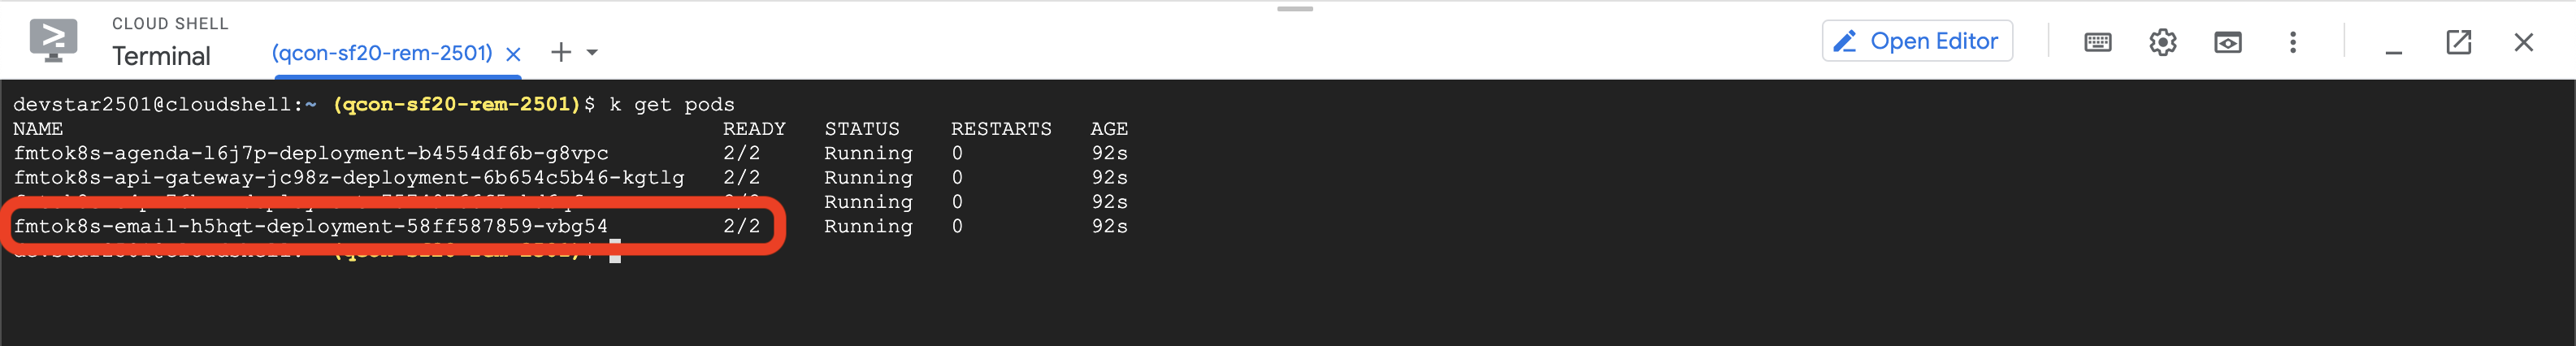 CLOUD SHELL
Terminal
(qcon-sf20-rem-2501)
Open Editor
devstar2501@cloudshell:~ (qcon-sf20-rem-2501)$ k get pods
NAME READY STATUS RESTARTS AGE
fmtok8s-agenda-l6j7p-deployment-b4554df6b-g8vpc 2/2 Running 0 92s
fmtok8s-api-gateway-jc98z-deployment-6b654c5b46-kgtlg 2/2 Running 0 92s
Running 0 92s
fmtok8s-email-h5hqt-deployment-58ff587859-vbg54 2/2 Running 0 92s